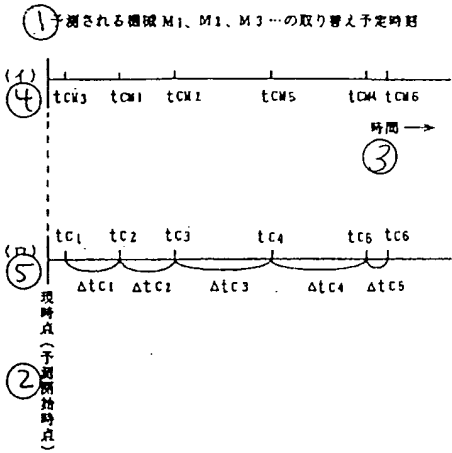 ① 予測される機械M1、M2、M3…の取り替え予定時刻
(イ)
④
tCM3 tCM1 tCM2 tCM5 tCM4 tCM6
時間→
③
(ロ)
⑤
tC1 tC2 tC3 tC4 tC5 tC6
ΔtC1 ΔtC2 ΔtC3 ΔtC4 ΔtC5
②
現時点(予測開始時点)